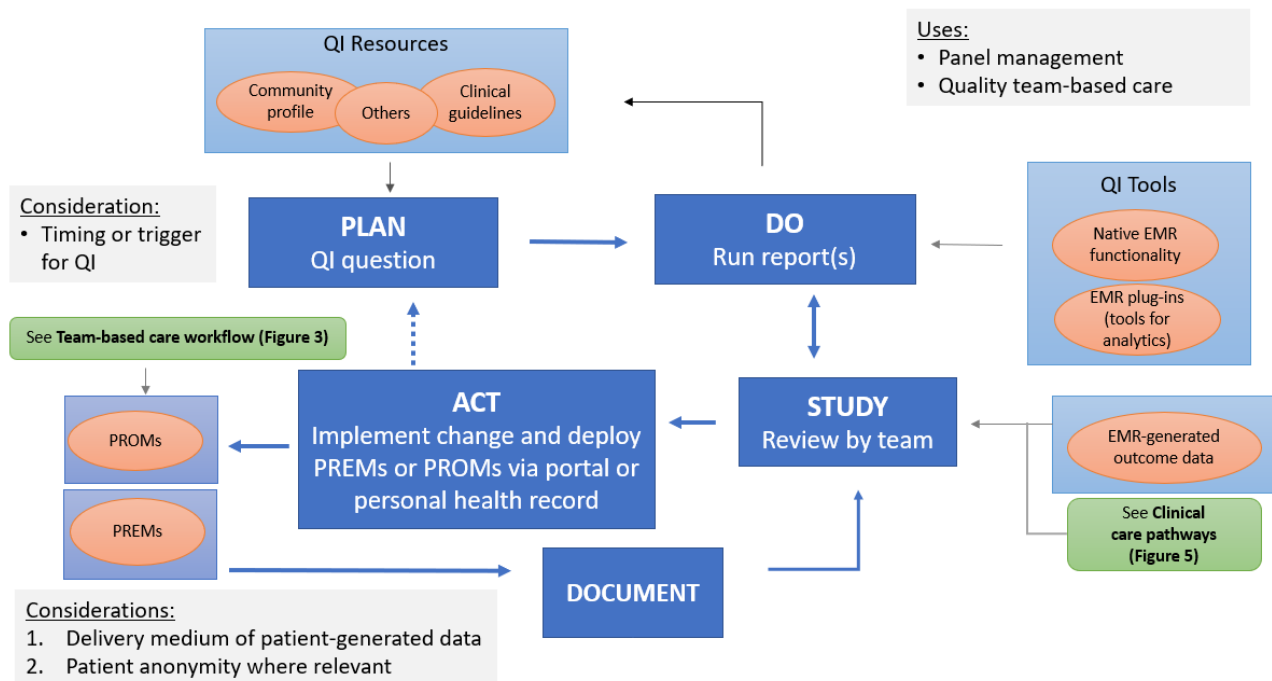 QI Resources
Community
profile
Others
Clinical
guidelines
Uses:
• Panel management
• Quality team-based care
Consideration:
• Timing or trigger
for QI
PLAN
QI question
DO
Run report(s)
QI Tools
Native EMR
functionality
EMR plug-ins
(tools for
analytics)
See Team-based care workflow (Figure 3)
PROMs
PREMs
ACT
Implement change and deploy
PREMs or PROMs via portal or
personal health record
STUDY
Review by team
EMR-generated
outcome data
See Clinical
care pathways
(Figure 5)
DOCUMENT
Considerations:
1. Delivery medium of patient-generated data
2. Patient anonymity where relevant